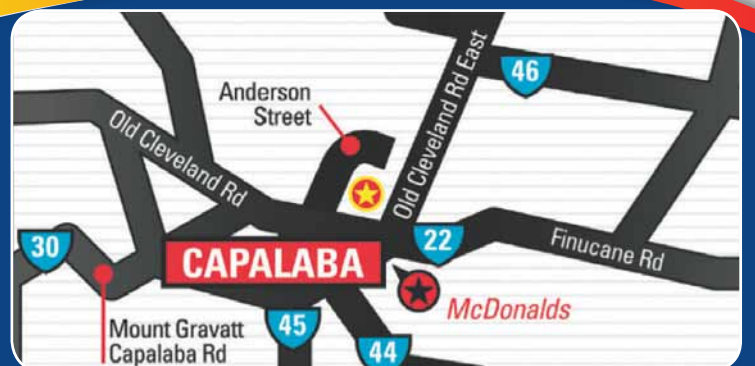 46
Anderson
Street
Old Cleveland Rd East
Old Cleveland Rd
30
CAPALABA
22
Finucane Rd
McDonalds
Mount Gravatt
Capalaba Rd
45
44